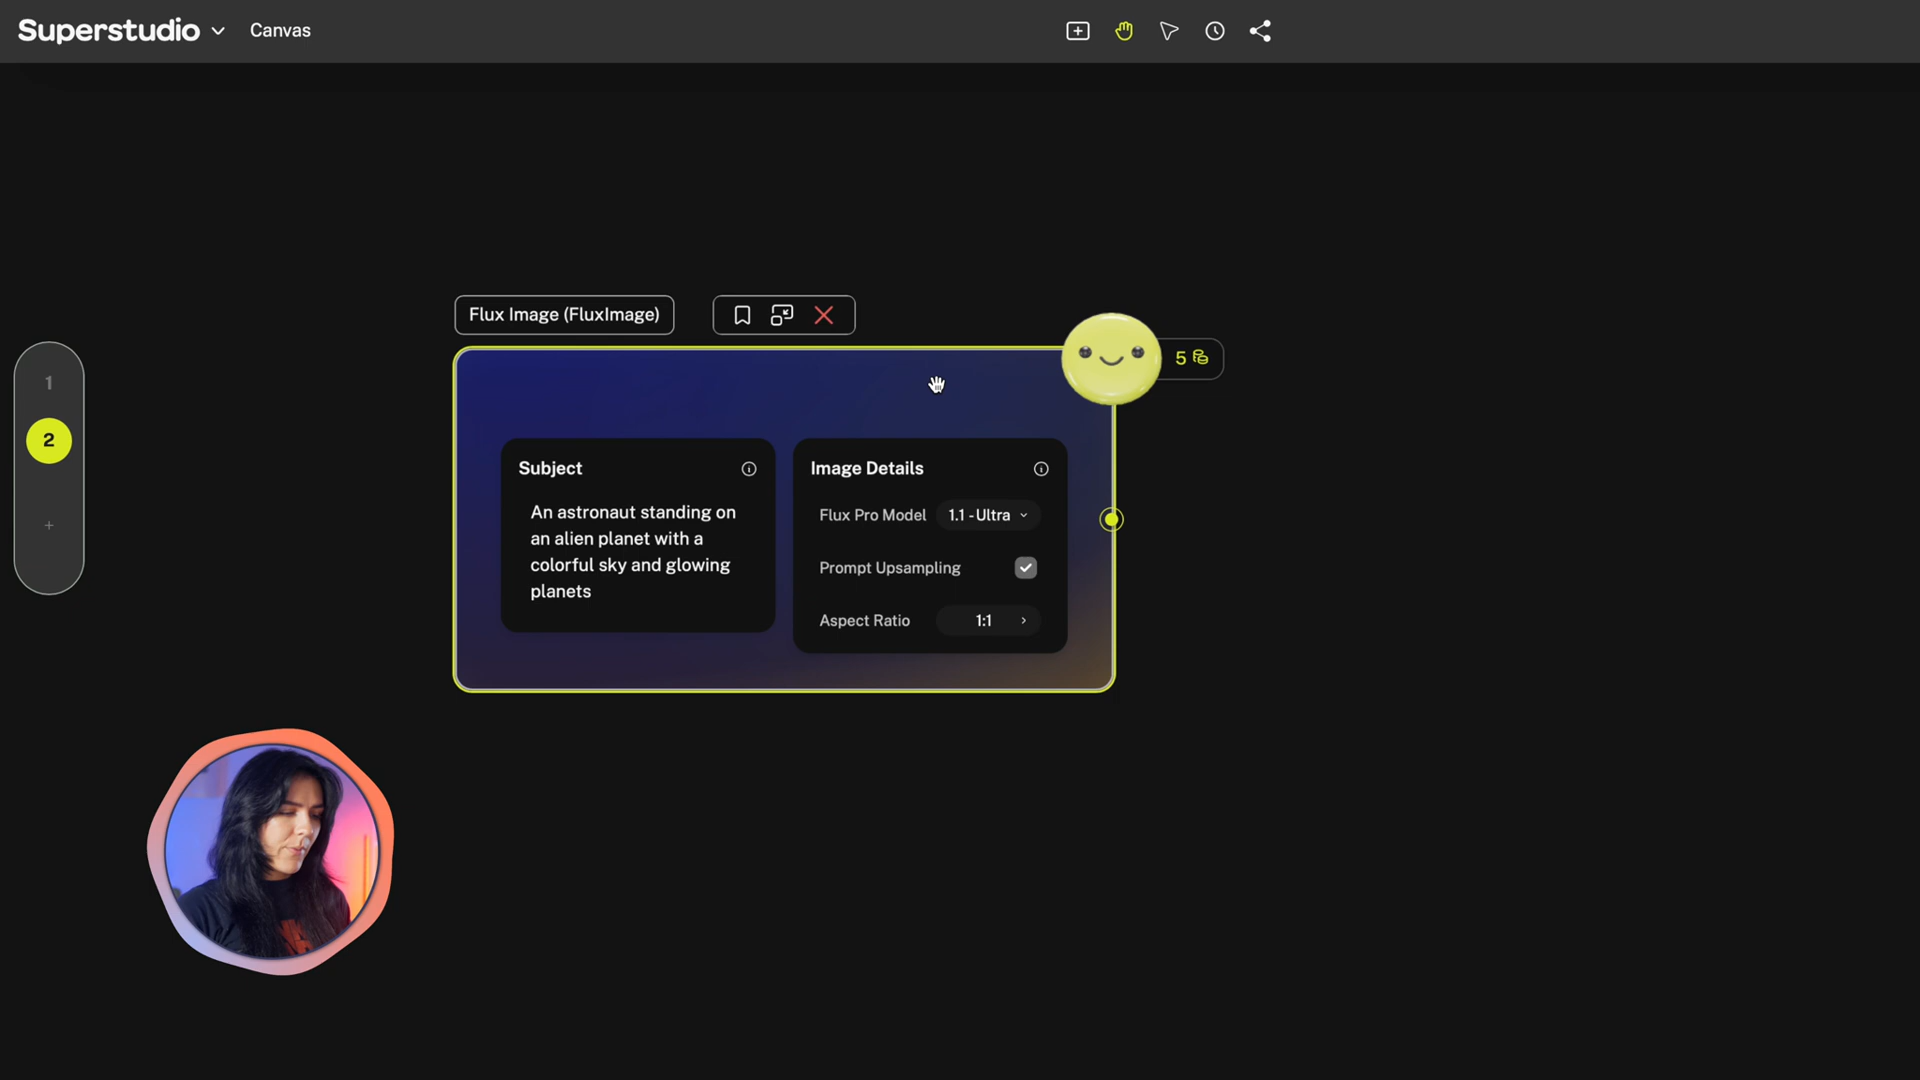 Superstudio
Canvas
Flux Image (FluxImage)
5
1
2
+
Subject
An astronaut standing on
an alien planet with a
colorful sky and glowing
planets
Image Details
Flux Pro Model 1.1 - Ultra
Prompt Upsampling
Aspect Ratio 1:1